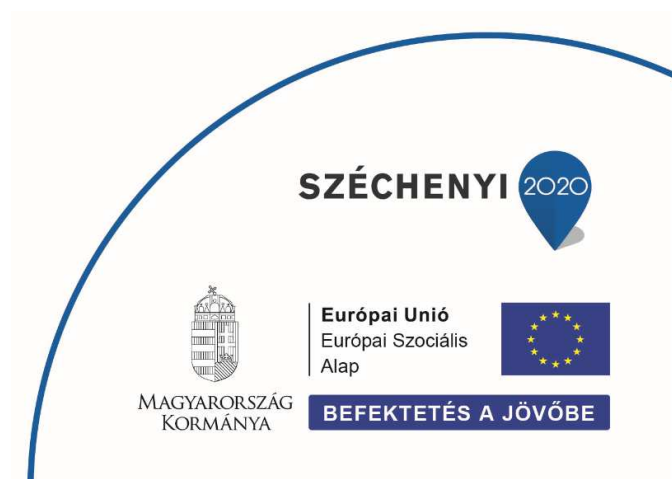 SZÉCHENYI 2020
Európai Unió
Európai Szociális
Alap
MAGYARORSZÁG
KORMÁNYA
BEFEKTETÉS A JÖVŐBE